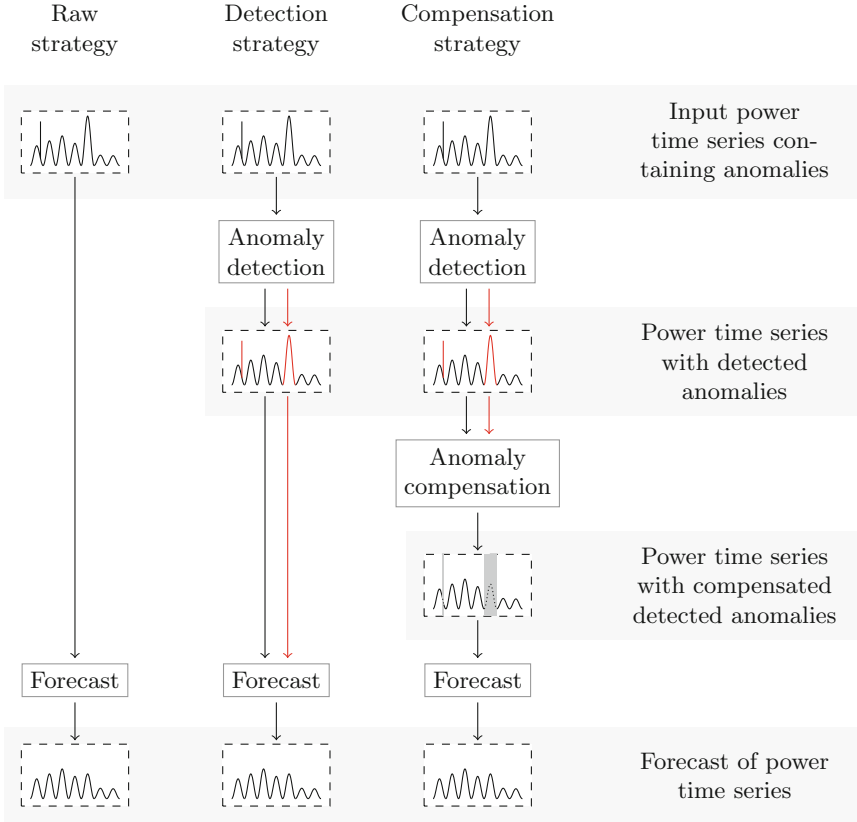 Raw
strategy
Detection
strategy
Compensation
strategy
Input power
time series con-
taining anomalies
Anomaly
detection
Anomaly
detection
Power time series
with detected
anomalies
Anomaly
compensation
Power time series
with compensated
detected anomalies
Forecast
Forecast
Forecast
Forecast of power
time series